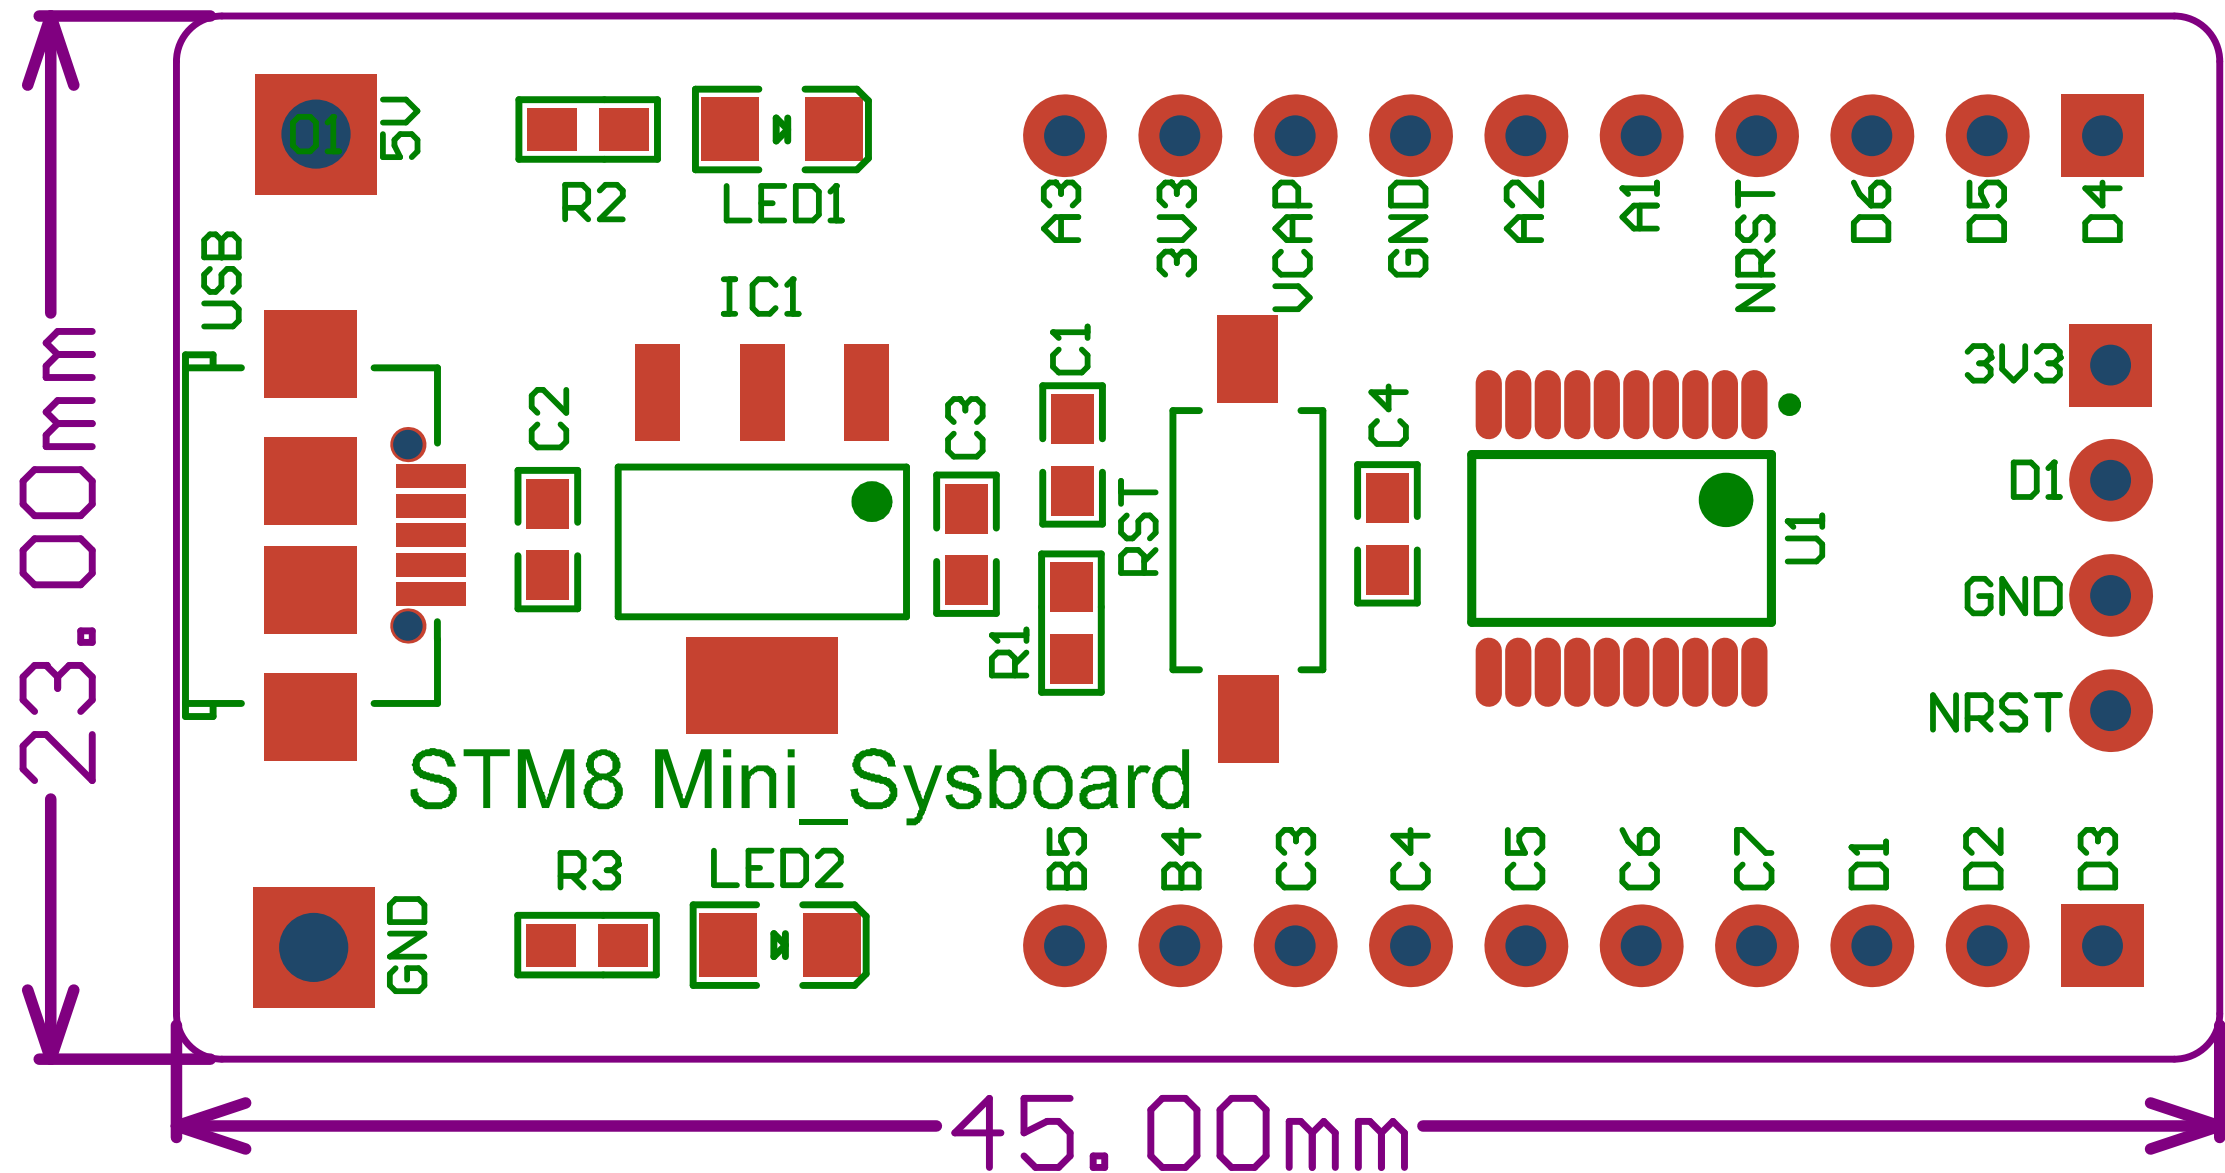 01
5V
R2
LED1
A3
3V3
VCAP
GND
A2
A1
NRST
D6
D5
D4
USB
IC1
C1
C2
C3
C4
RST
R1
U1
3V3
D1
GND
NRST
23.00mm
STM8 Mini_Sysboard
R3
LED2
GND
B5
B4
C3
C4
C5
C6
C7
D1
D2
D3
45.00mm